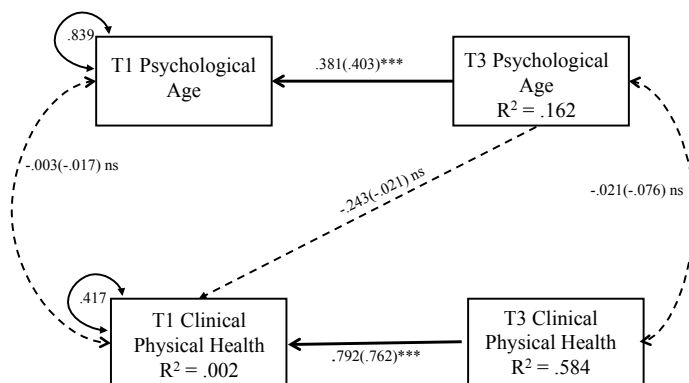 .839
T1 Psychological
Age
.381(.403)***
T3 Psychological
Age
R² = .162
-.003(-.017) ns
-.243(-.021) ns
-.021(-.076) ns
.417
T1 Clinical
Physical Health
R² = .002
.792(.762)***
T3 Clinical
Physical Health
R² = .584